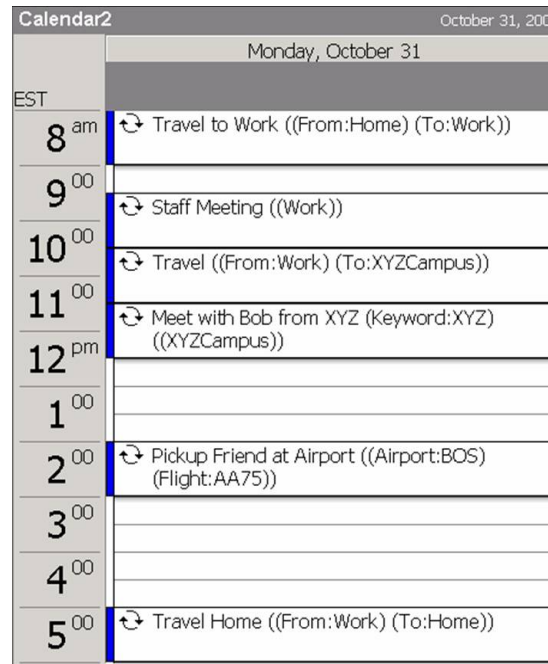 Calendar2 October 31, 200
Monday, October 31
EST
8 am Travel to Work ((From:Home) (To:Work))
9 00
Staff Meeting ((Work))
10 00
Travel ((From:Work) (To:XYZCampus))
11 00
Meet with Bob from XYZ (Keyword:XYZ)
((XYZCampus))
12 pm
1 00
2 00 Pickup Friend at Airport ((Airport:BOS)
(Flight:AA75))
3 00
4 00
5 00 Travel Home ((From:Work) (To:Home))